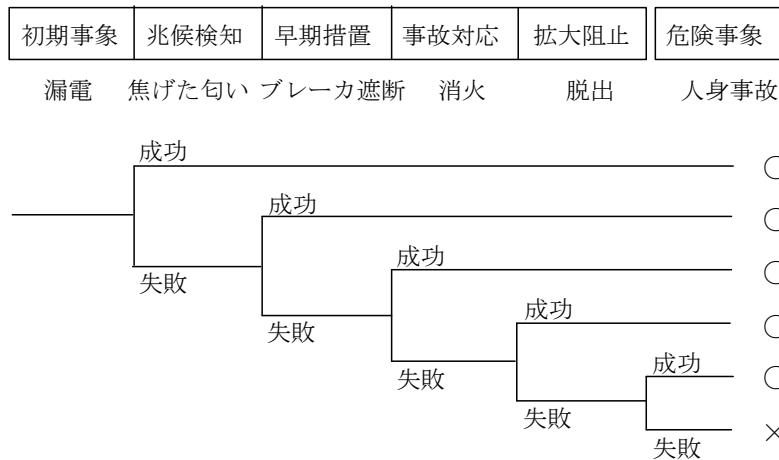 初期事象 兆候検知 早期措置 事故対応 拡大阻止 危険事象
漏電 焦げた匂い ブレーカ遮断 消火 脱出 人身事故
成功 ○
失敗 成功 ○
失敗 成功 ○
失敗 成功 ○
失敗 成功 ○
失敗 ×